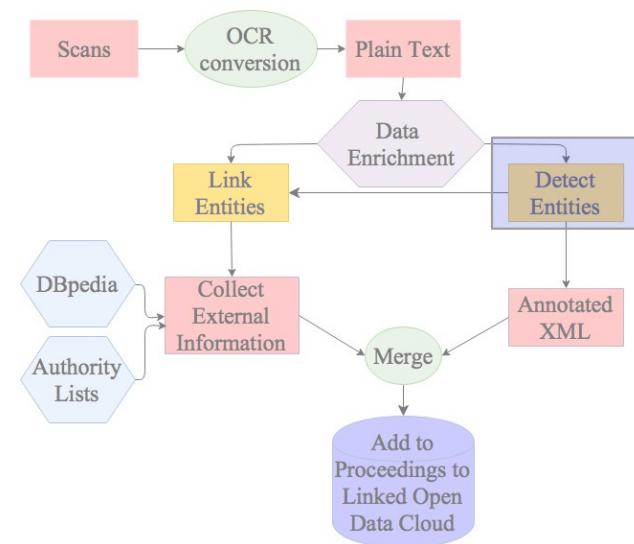 Scans
OCR
conversion
Plain Text
Data
Enrichment
Link
Entities
Detect
Entities
DBpedia
Collect
External
Information
Annotated
XML
Authority
Lists
Merge
Add to
Proceedings to
Linked Open
Data Cloud